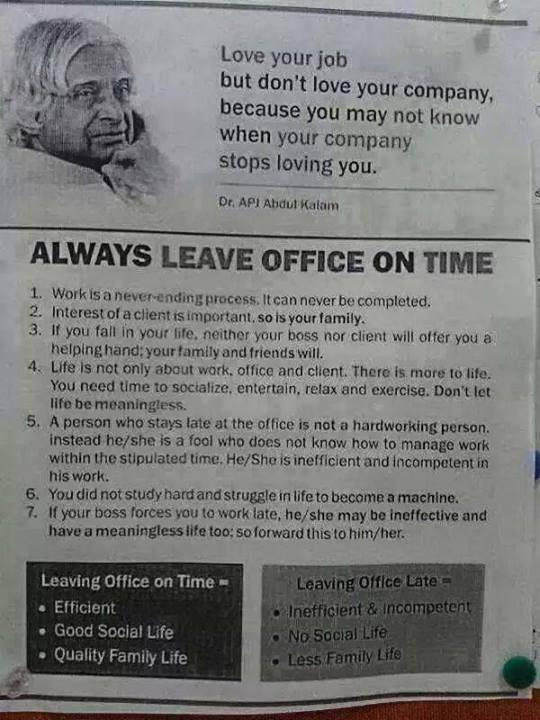 Love your job
but don't love your company,
because you may not know
when your company
stops loving you.
Dr. APJ Abdul Kalam
ALWAYS LEAVE OFFICE ON TIME
1. Work is a never-ending process. It can never be completed.
2. Interest of a client is important, so is your family.
3. If you fall in your life, neither your boss nor client will offer you a
helping hand; your family and friends will.
4. Life is not only about work, office and client. There is more to life.
You need time to socialize, entertain, relax and exercise. Don't let
life be meaningless.
5. A person who stays late at the office is not a hardworking person.
instead he/she is a fool who does not know how to manage work
within the stipulated time. He/She is inefficient and incompetent in
his work.
6. You did not study hard and struggle in life to become a machine.
7. If your boss forces you to work late, he/she may be ineffective and
have a meaningless life too; so forward this to him/her.
Leaving Office on Time =
• Efficient
• Good Social Life
• Quality Family Life
Leaving Office Late =
• Inefficient & Incompetent
• No Social Life
• Less Family Life